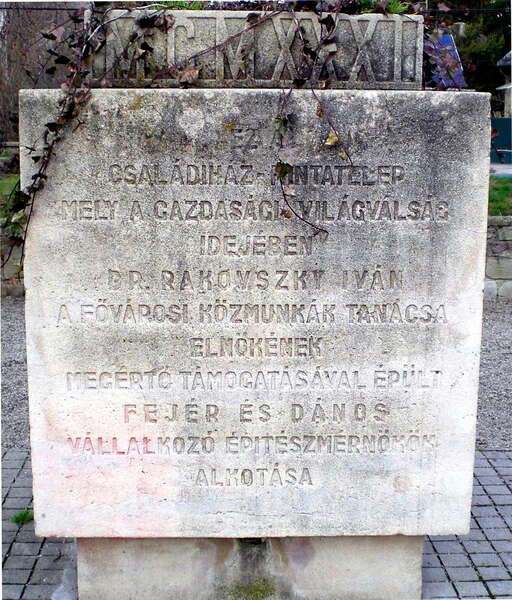 MCMXXXII
EZ A
CSALÁDIHÁZ-MINTATELEP
MELY A GAZDASÁGI VILÁGVÁLSÁG
IDEJÉBEN
DR. RAKOVSZKY IVÁN
A FŐVÁROSI KÖZMUNKÁK TANÁCSA
ELNÖKÉNEK
MEGÉRTŐ TÁMOGATÁSÁVAL ÉPÜLT
FEJÉR ÉS DÁNOS
VÁLLALKOZÓ ÉPÍTÉSZMÉRNÖKÖK
ALKOTÁSA